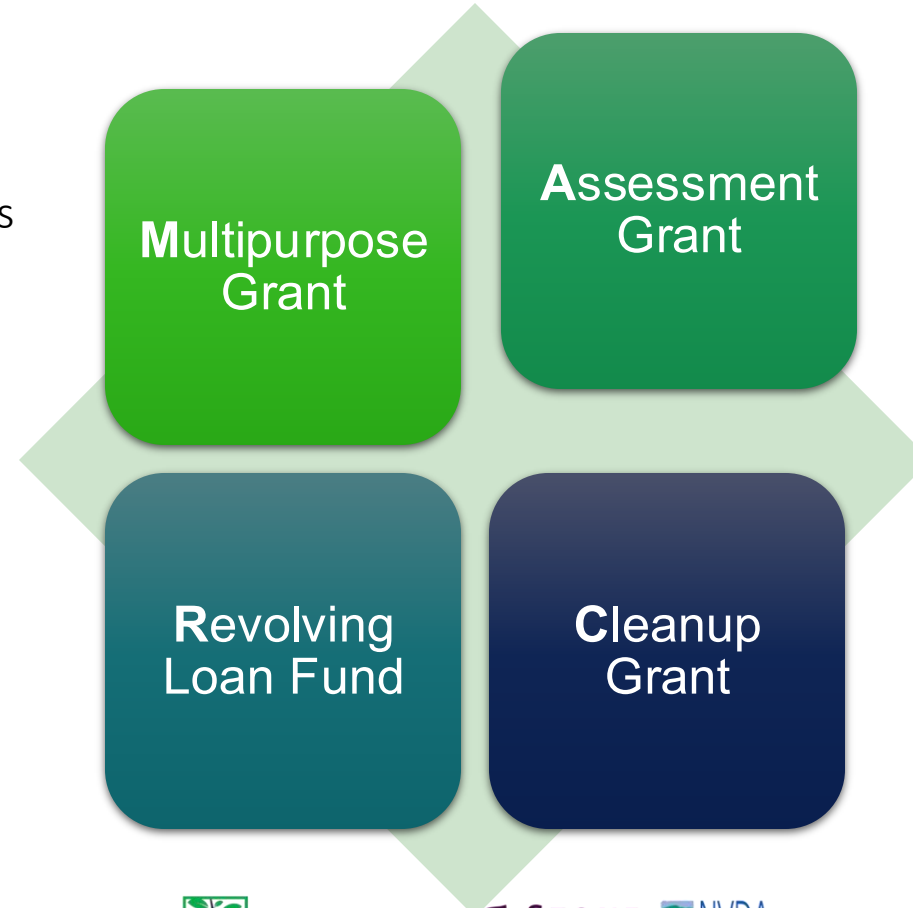 s
Multipurpose
Grant
Assessment
Grant
Revolving
Loan Fund
Cleanup
Grant